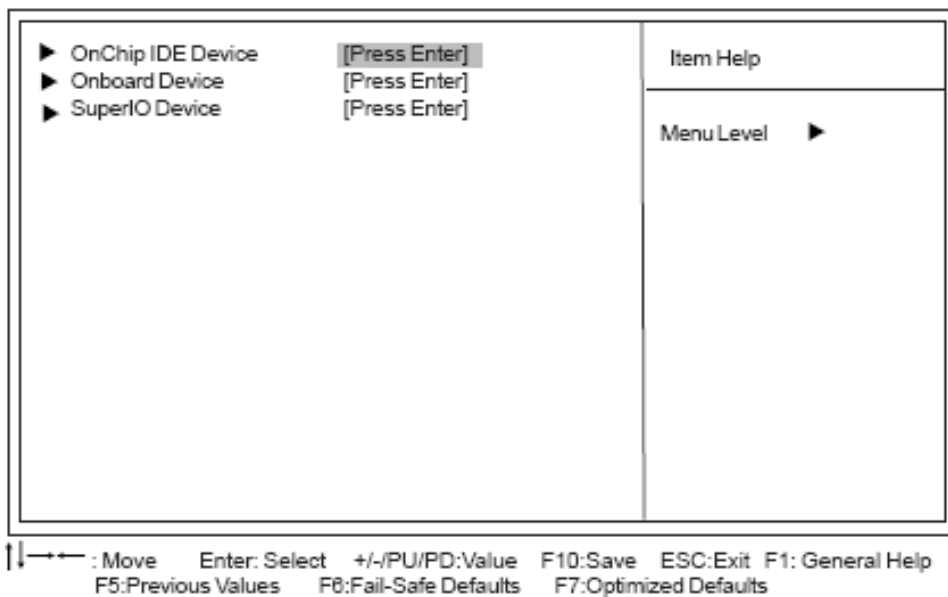 ▶ OnChip IDE Device [Press Enter]
▶ Onboard Device [Press Enter]
▶ SuperIO Device [Press Enter]
Item Help
Menu Level ▶
↑↓→← : Move Enter: Select +/-/PU/PD:Value F10:Save ESC:Exit F1: General Help
F5:Previous Values F6:Fail-Safe Defaults F7:Optimized Defaults